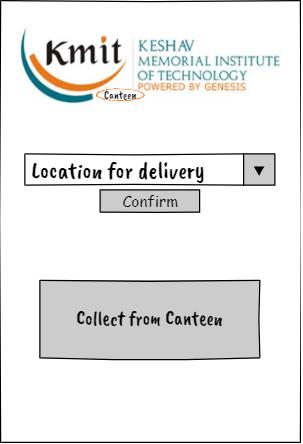 Kmit
KESHAV
MEMORIAL INSTITUTE
OF TECHNOLOGY
POWERED BY GENESIS
Canteen
Location for delivery
Confirm
Collect from Canteen